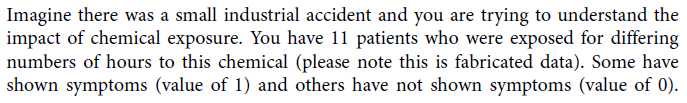 Imagine there was a small industrial accident and you are trying to understand the
impact of chemical exposure. You have 11 patients who were exposed for differing
numbers of hours to this chemical (please note this is fabricated data). Some have
shown symptoms (value of 1) and others have not shown symptoms (value of 0).